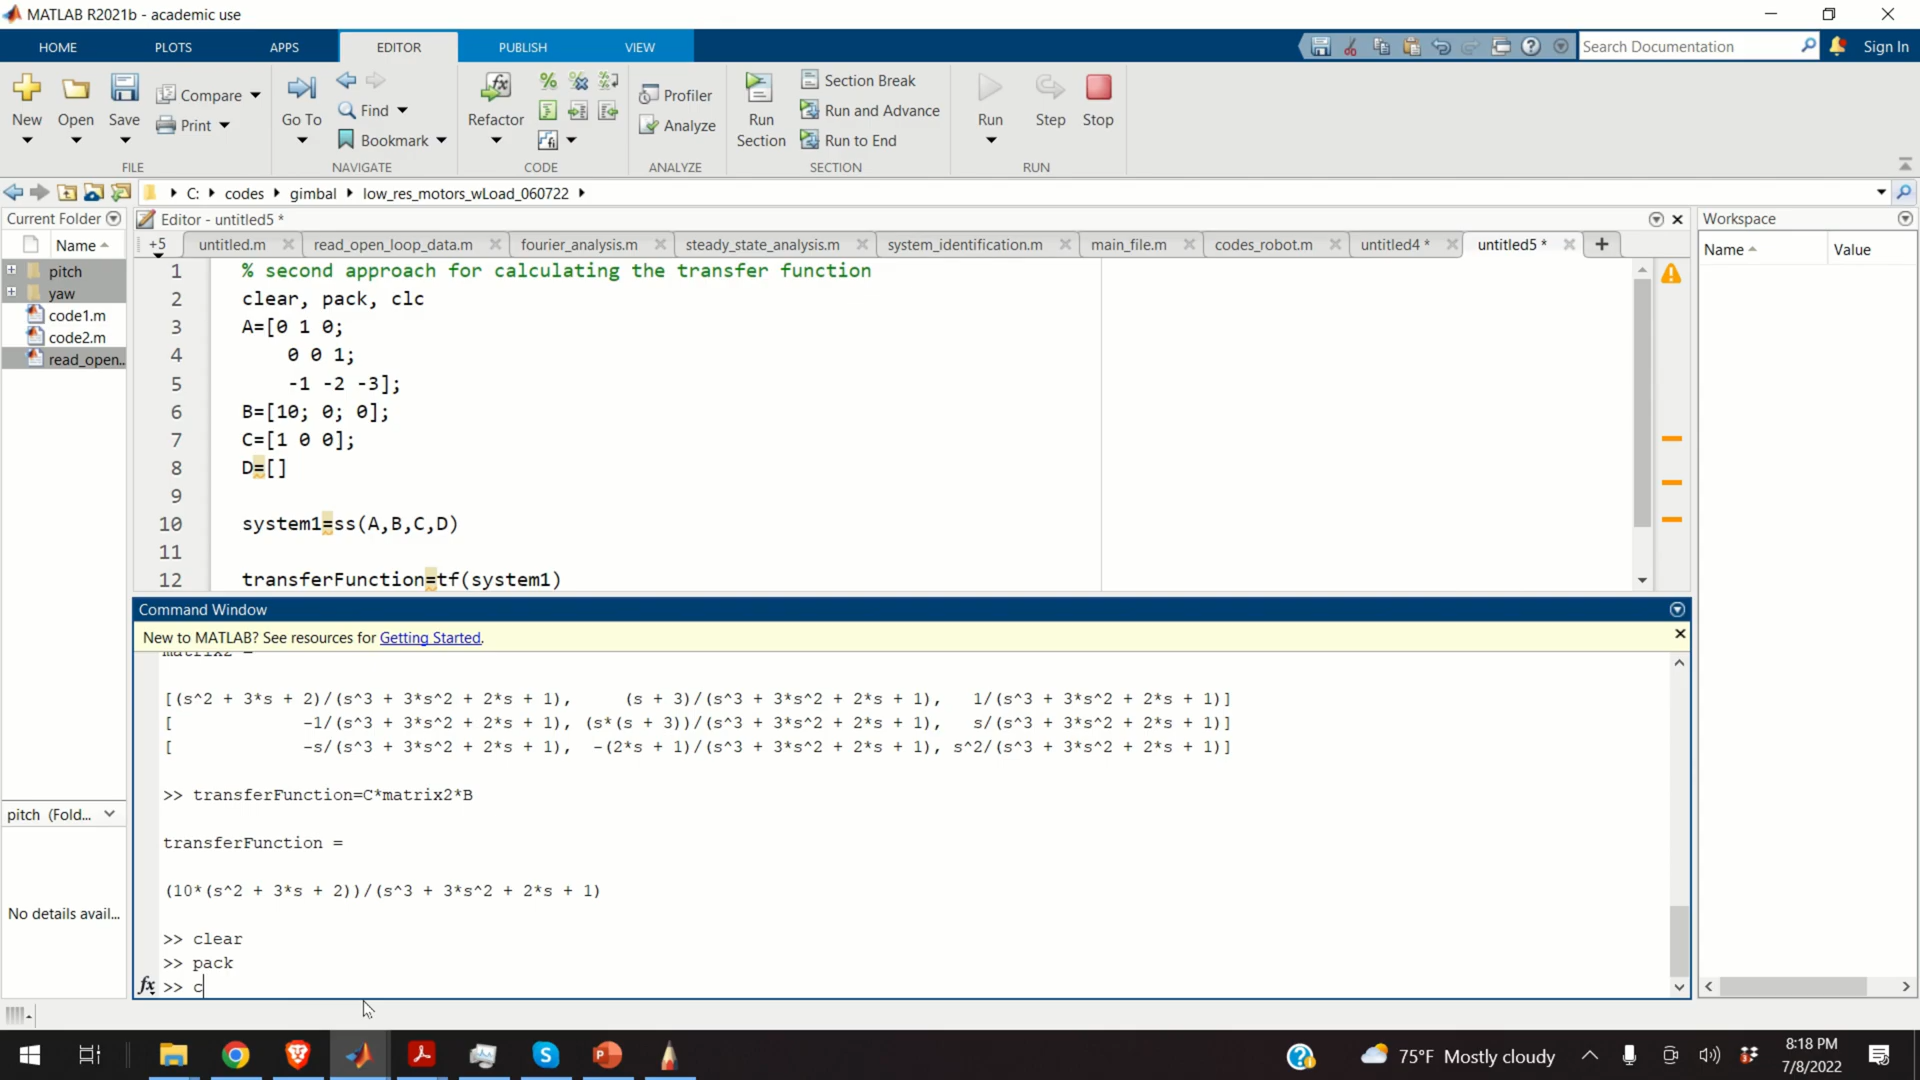 MATLAB R2021b - academic use
HOME PLOTS APPS EDITOR PUBLISH VIEW Search Documentation Sign In
New Open Save Compare Print Go To Find Bookmark Refactor Profiler Analyze Run Section Section Break Run and Advance Run to End Run Step Stop
FILE NAVIGATE CODE ANALYZE SECTION RUN
C: codes gimbal low_res_motors_wLoad_060722
Current Folder
Name
pitch
yaw
code1.m
code2.m
read_open..
pitch (Fold...
No details avail...
Editor - untitled5 *
+5 untitled.m read_open_loop_data.m fourier_analysis.m steady_state_analysis.m system_identification.m main_file.m codes_robot.m untitled4 * untitled5 * +
1 % second approach for calculating the transfer function
2 clear, pack, clc
3 A=[0 1 0;
4 0 0 1;
5 -1 -2 -3];
6 B=[10; 0; 0];
7 C=[1 0 0];
8 D=[]
9
10 system1=ss(A,B,C,D)
11
12 transferFunction=tf(system1)
Command Window
New to MATLAB? See resources for Getting Started.
matrix2 =
[(s^2 + 3*s + 2)/(s^3 + 3*s^2 + 2*s + 1), (s + 3)/(s^3 + 3*s^2 + 2*s + 1), 1/(s^3 + 3*s^2 + 2*s + 1)]
[ -1/(s^3 + 3*s^2 + 2*s + 1), (s*(s + 3))/(s^3 + 3*s^2 + 2*s + 1), s/(s^3 + 3*s^2 + 2*s + 1)]
[ -s/(s^3 + 3*s^2 + 2*s + 1), -(2*s + 1)/(s^3 + 3*s^2 + 2*s + 1), s^2/(s^3 + 3*s^2 + 2*s + 1)]
>> transferFunction=C*matrix2*B
transferFunction =
(10*(s^2 + 3*s + 2))/(s^3 + 3*s^2 + 2*s + 1)
>> clear
>> pack
fx >> c
Workspace
Name Value
75°F Mostly cloudy
8:18 PM
7/8/2022